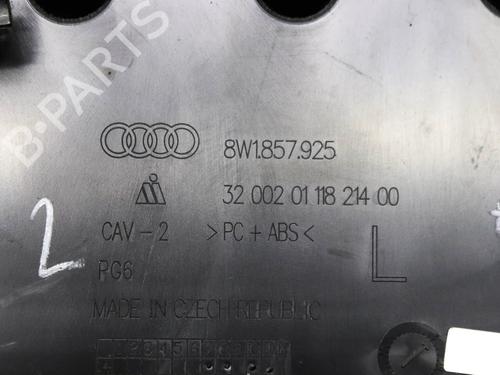 B-PARTS
8W1.857.925
32 002 01 118 214 00
CAV-2 >PC+ABS<
PG6
L
2
MADE IN CZECH REPUBLIC